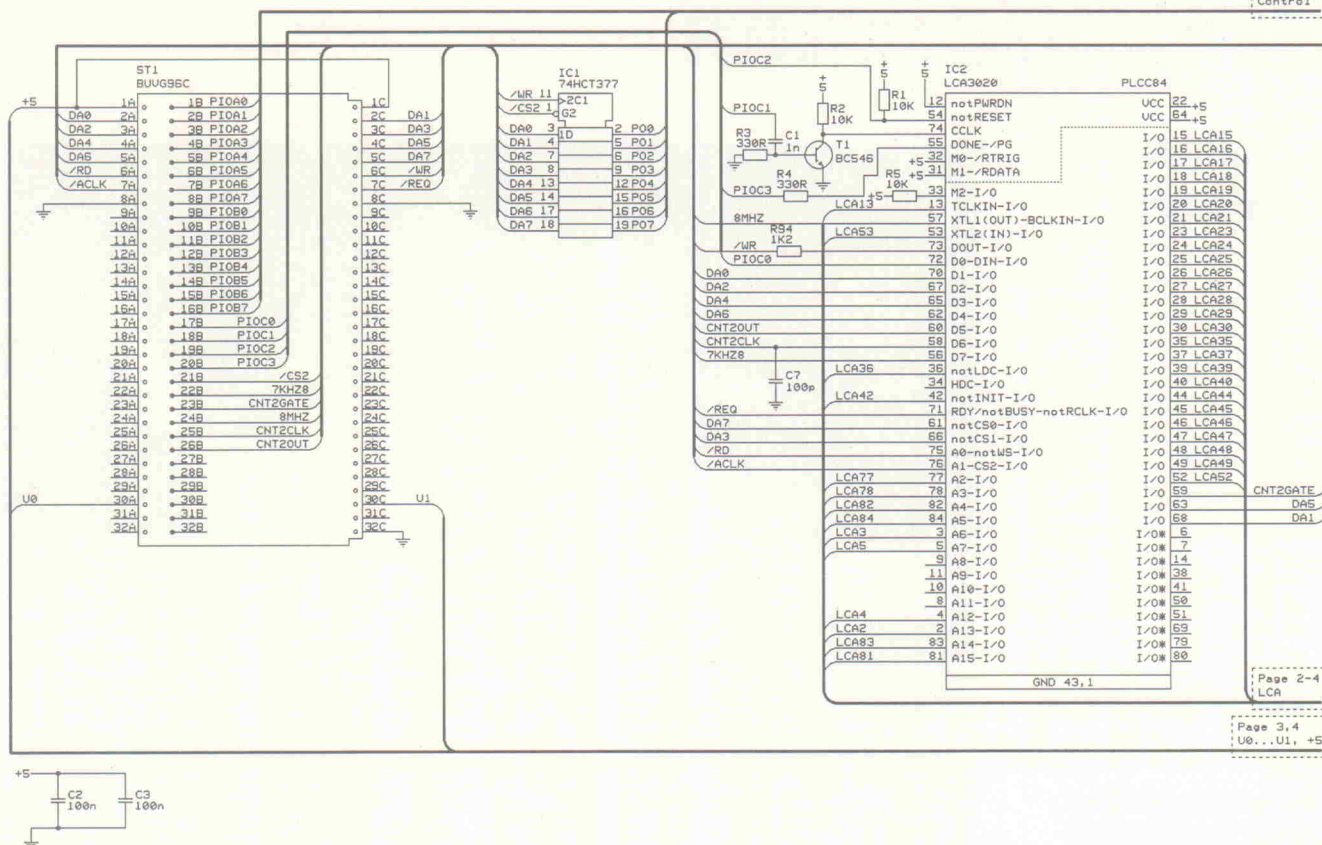 Control
ST1
BUVG96C
+5
1A 1B PIOA0 1C
DA0 2A 2B PIOA1 2C DA1
DA2 3A 3B PIOA2 3C DA3
DA4 4A 4B PIOA3 4C DA5
DA6 5A 5B PIOA4 5C DA7
/RD 6A 6B PIOA5 6C /WR
/ACLK 7A 7B PIOA6 7C /REQ
8A 8B PIOA7 8C
9A 9B PIOB0 9C
10A 10B PIOB1 10C
11A 11B PIOB2 11C
12A 12B PIOB3 12C
13A 13B PIOB4 13C
14A 14B PIOB5 14C
15A 15B PIOB6 15C
16A 16B PIOB7 16C
17A 17B PIOC0 17C
18A 18B PIOC1 18C
19A 19B PIOC2 19C
20A 20B PIOC3 20C
21A 21B /CS2 21C
22A 22B 7KHZ8 22C
23A 23B CNT2GATE 23C
24A 24B 8MHZ 24C
25A 25B CNT2CLK 25C
26A 26B CNT2OUT 26C
27A 27B 27C
28A 28B 28C
29A 29B 29C
U0 30A 30B 30C U1
31A 31B 31C
32A 32B 32C
IC1
74HCT377
/WR 11 >2C1
/CS2 1 G2
DA0 3 1D 2 PO0
DA1 4 5 PO1
DA2 7 6 PO2
DA3 8 9 PO3
DA4 13 12 PO4
DA5 14 15 PO5
DA6 17 16 PO6
DA7 18 19 PO7
PIOC2
PIOC1
R3
330R
C1
1n
+5
R2
10K
+5
R1
10K
+5
T1
BC546
PIOC3
R4
330R
+5
R5
10K
+5
IC2
LCA3020 PLCC84
12 notPWRDN VCC 22 +5
54 notRESET VCC 64 +5
74 CCLK I/O 15 LCA15
55 DONE-/PG I/O 16 LCA16
32 M0-/RTRIG I/O 17 LCA17
31 M1-/RDATA I/O 18 LCA18
33 M2-I/O I/O 19 LCA19
LCA13 13 TCLKIN-I/O I/O 20 LCA20
8MHZ 57 XTL1(OUT)-BCLKIN-I/O I/O 21 LCA21
LCA53 53 XTL2(IN)-I/O I/O 23 LCA23
/WR R94
1K2
73 DOUT-I/O I/O 24 LCA24
PIOC0 72 D0-DIN-I/O I/O 25 LCA25
DA0 70 D1-I/O I/O 26 LCA26
DA2 67 D2-I/O I/O 27 LCA27
DA4 65 D3-I/O I/O 28 LCA28
DA6 62 D4-I/O I/O 29 LCA29
CNT2OUT 60 D5-I/O I/O 30 LCA30
CNT2CLK 58 D6-I/O I/O 35 LCA35
7KHZ8 56 D7-I/O I/O 37 LCA37
C7
100p
LCA36 36 notLDC-I/O I/O 39 LCA39
34 HDC-I/O I/O 40 LCA40
LCA42 42 notINIT-I/O I/O 44 LCA44
/REQ 71 RDY/notBUSY-notRCLK-I/O I/O 45 LCA45
DA7 61 notCS0-I/O I/O 46 LCA46
DA3 66 notCS1-I/O I/O 47 LCA47
/RD 75 A0-notWS-I/O I/O 48 LCA48
/ACLK 76 A1-CS2-I/O I/O 49 LCA49
LCA77 77 A2-I/O I/O 52 LCA52
LCA78 78 A3-I/O I/O 59 CNT2GATE
LCA82 82 A4-I/O I/O 63 DA5
LCA84 84 A5-I/O I/O 68 DA1
LCA3 3 A6-I/O I/O* 6
LCA5 5 A7-I/O I/O* 7
9 A8-I/O I/O* 14
11 A9-I/O I/O* 38
10 A10-I/O I/O* 41
8 A11-I/O I/O* 50
LCA4 4 A12-I/O I/O* 51
LCA2 2 A13-I/O I/O* 69
LCA83 83 A14-I/O I/O* 79
LCA81 81 A15-I/O I/O* 80
GND 43,1
Page 2-4
LCA
Page 3,4
U0...U1, +5
+5
C2
100n
C3
100n